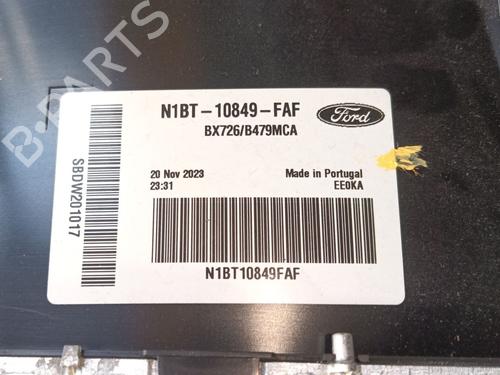 B-PARTS
N1BT-10849-FAF
BX726/B479MCA
Ford
20 Nov 2023
23:31
Made in Portugal
EE0KA
SBDW201017
N1BT10849FAF